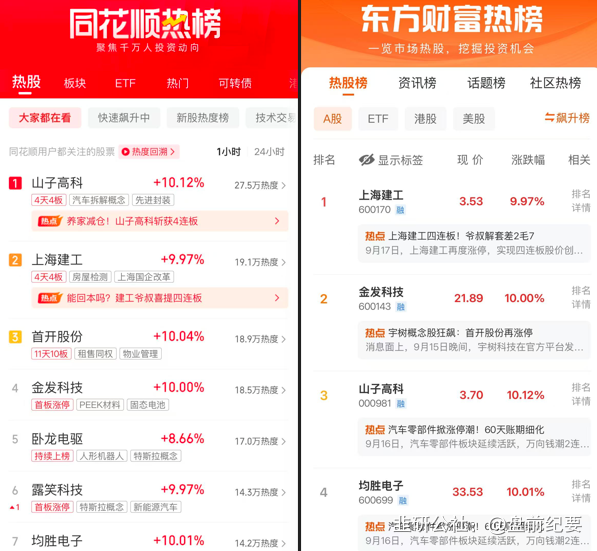 同花顺热榜
聚焦千万人投资动向
热股 板块 ETF 热门 可转债
大家都在看 快速飙升中 新股热度榜 技术交易
同花顺用户都关注的股票 热度回溯 > 1小时 24小时
1 山子高科 +10.12% 27.5万热度 >
4天4板 汽车拆解概念 先进封装
热点 养家减仓！山子高科斩获4连板 >
2 上海建工 +9.97% 19.1万热度 >
4天4板 房屋检测 上海国企改革
热点 能回本吗？建工爷叔喜提四连板 >
3 首开股份 +10.04% 18.9万热度 >
11天10板 租售同权 物业管理
4 金发科技 +10.00% 18.5万热度 >
首板涨停 PEEK材料 固态电池
5 卧龙电驱 +8.66% 17.0万热度 >
持续上榜 人形机器人 特斯拉概念
6 露笑科技 +9.97% 14.3万热度 >
1 首板涨停 特斯拉概念 新能源汽车
7 均胜电子 +10.01% 14.2万热度 >
东方财富热榜
一览市场热股，挖掘投资机会
热股榜 资讯榜 话题榜 社区热榜
A股 ETF 港股 美股 飙升榜
排名 显示标签 现价 涨跌幅 相关
1 上海建工 3.53 9.97% 排名
600170 融 详情
热点 上海建工四连板！爷叔解套差2毛7
9月17日，上海建工再度涨停，实现四连板股价创...
2 金发科技 21.89 10.00% 排名
600143 融 详情
热点 宇树概念股狂飙：首开股份再涨停
消息面上，9月15日晚间，宇树科技在官方平台发...
3 山子高科 3.70 10.12% 排名
000981 融 详情
热点 汽车零部件掀涨停潮！60天账期细化
9月16日，汽车零部件板块延续活跃，万向钱潮2连...
4 均胜电子 33.53 10.01% 排名
600699 融 详情
热点 汽车零部件掀涨停潮！60天账期细化
9月16日，汽车零部件板块延续活跃，万向钱潮2连...
@盘前纪要